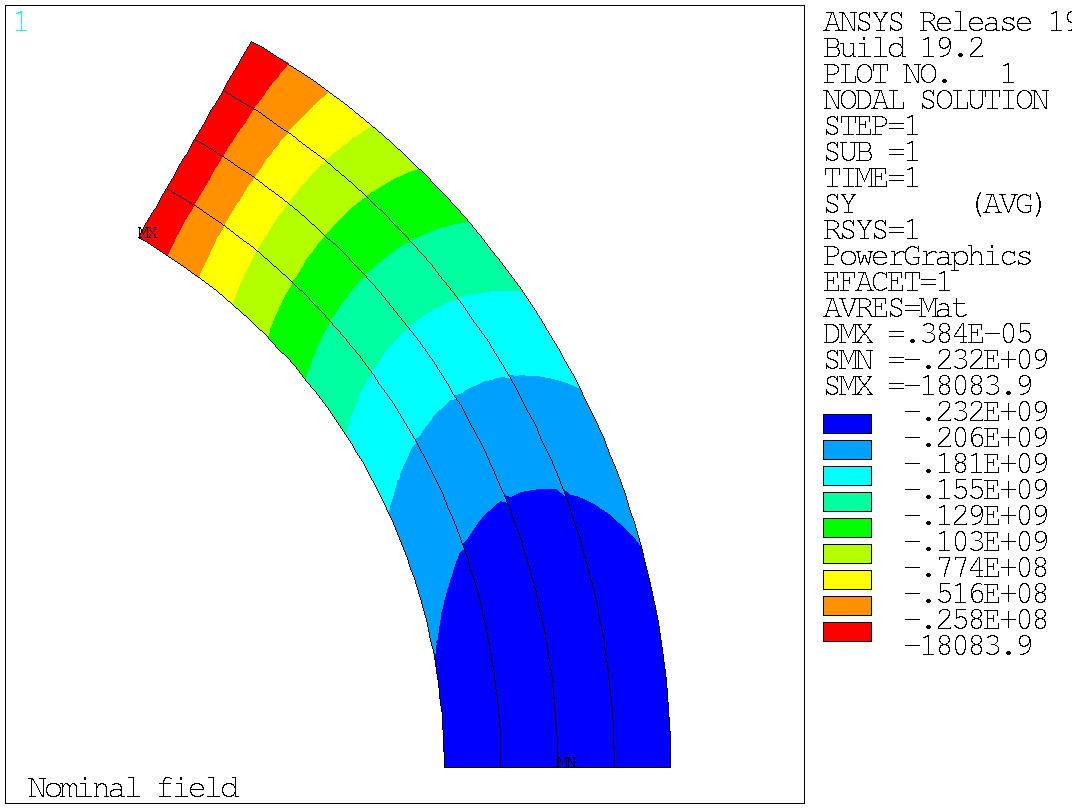 1
ANSYS Release 19
Build 19.2
PLOT NO. 1
NODAL SOLUTION
STEP=1
SUB =1
TIME=1
SY (AVG)
RSYS=1
PowerGraphics
EFACET=1
AVRES=Mat
DMX =.384E-05
SMN =-.232E+09
SMX =-18083.9
-.232E+09
-.206E+09
-.181E+09
-.155E+09
-.129E+09
-.103E+09
-.774E+08
-.516E+08
-.258E+08
-18083.9
MX
MN
Nominal field